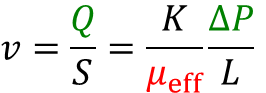 v = Q/S = K/μ_eff ΔP/L